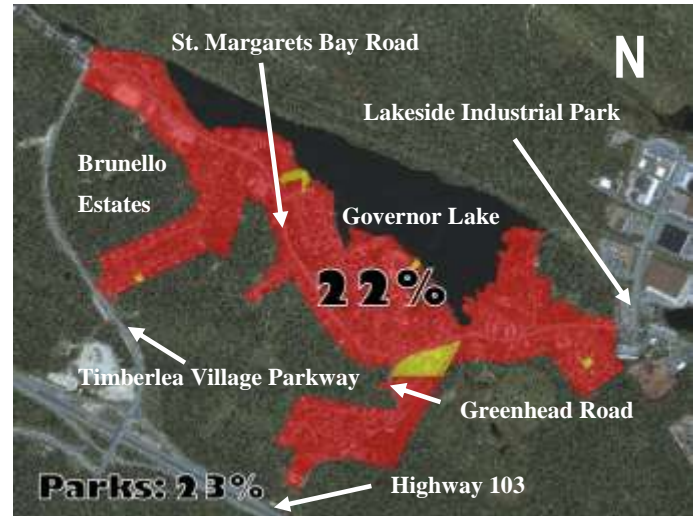 St. Margarets Bay Road
N
Lakeside Industrial Park
Brunello
Estates
Governor Lake
22%
Timberlea Village Parkway
Greenhead Road
Parks: 23%
Highway 103